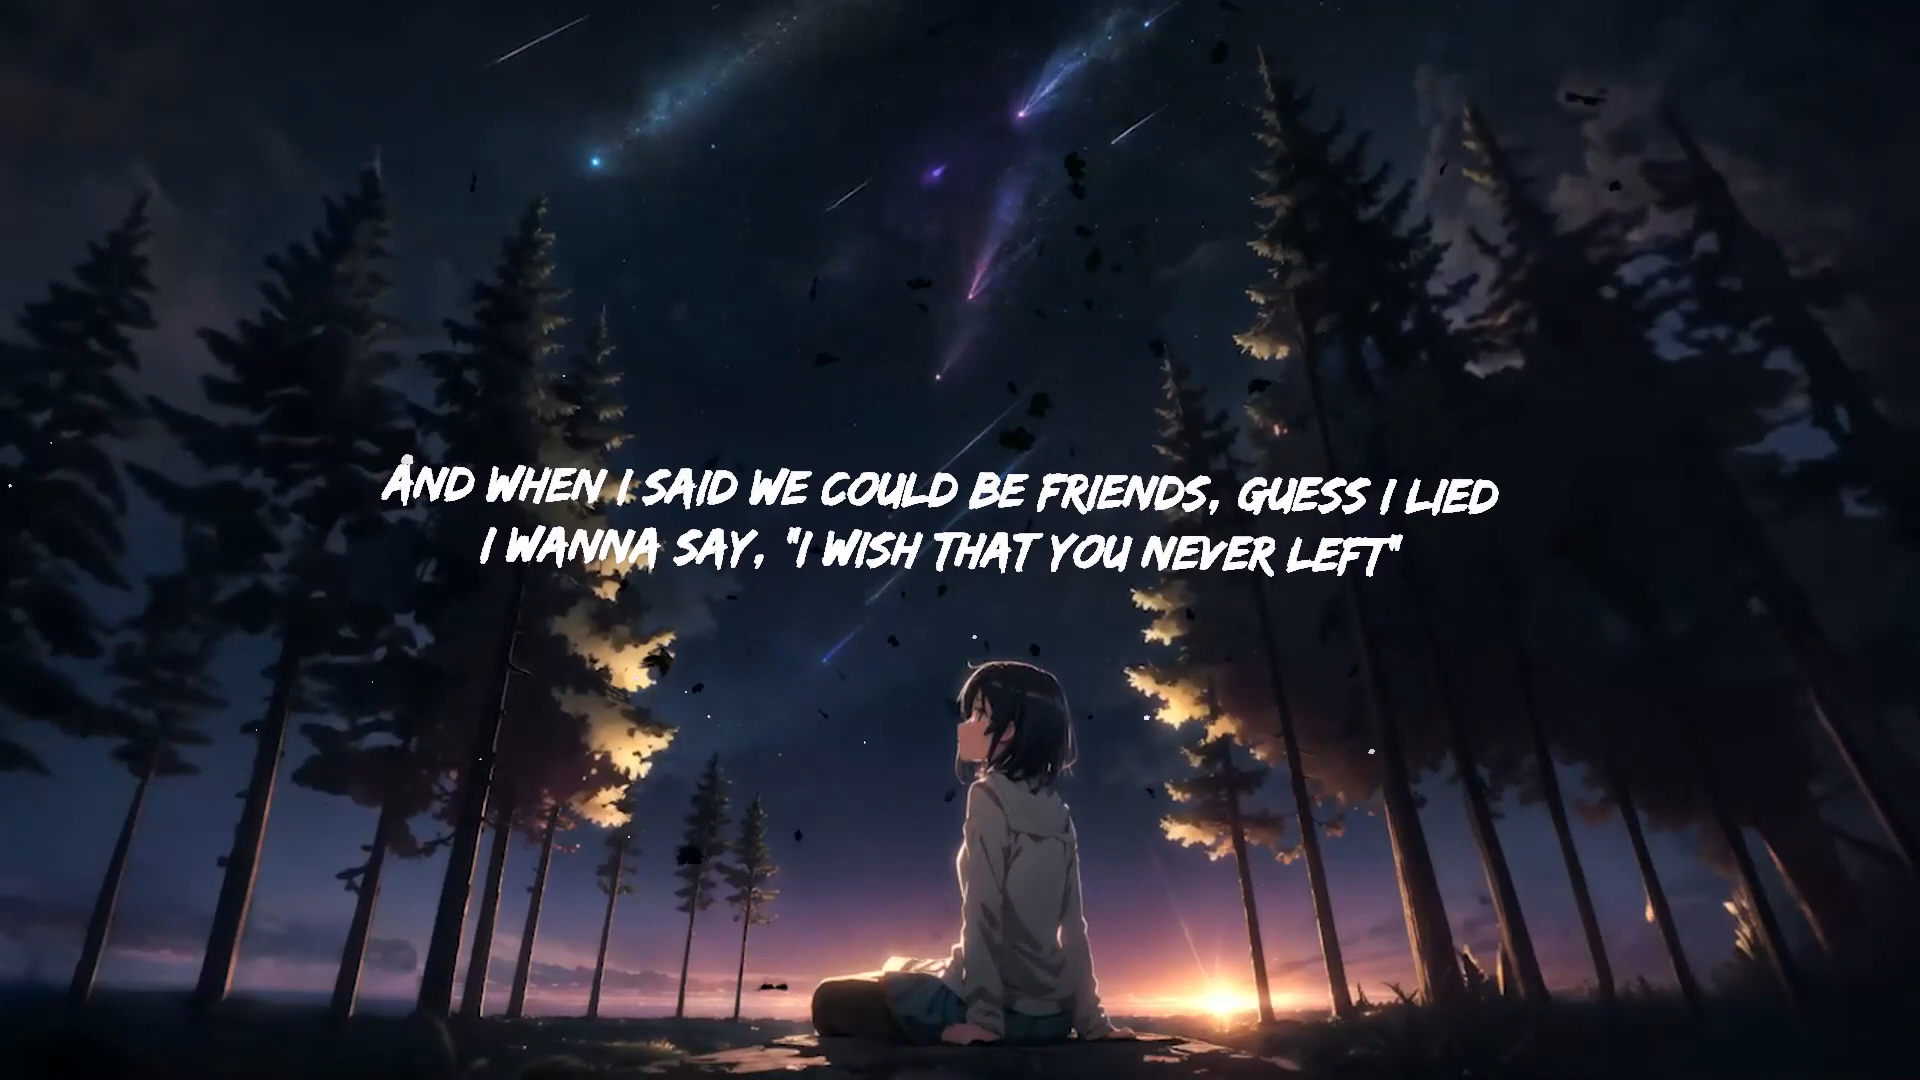 AND WHEN I SAID WE COULD BE FRIENDS, GUESS I LIED
I WANNA SAY, "I WISH THAT YOU NEVER LEFT"